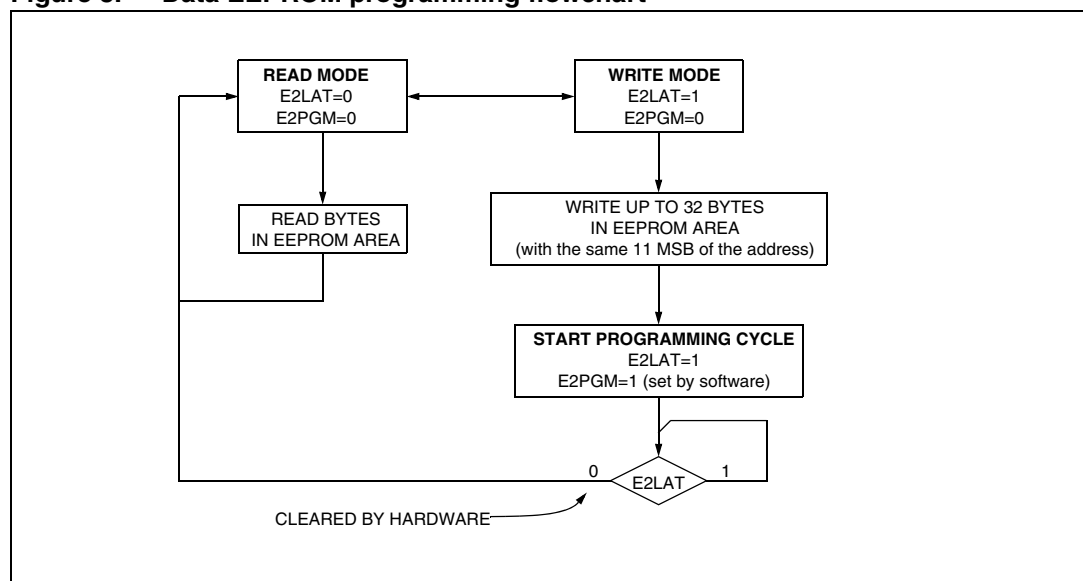 Figure Data EEPROM programming flowchart
READ MODE
E2LAT=0
E2PGM=0
WRITE MODE
E2LAT=1
E2PGM=0
READ BYTES
IN EEPROM AREA
WRITE UP TO 32 BYTES
IN EEPROM AREA
(with the same 11 MSB of the address)
START PROGRAMMING CYCLE
E2LAT=1
E2PGM=1 (set by software)
0
E2LAT
1
CLEARED BY HARDWARE